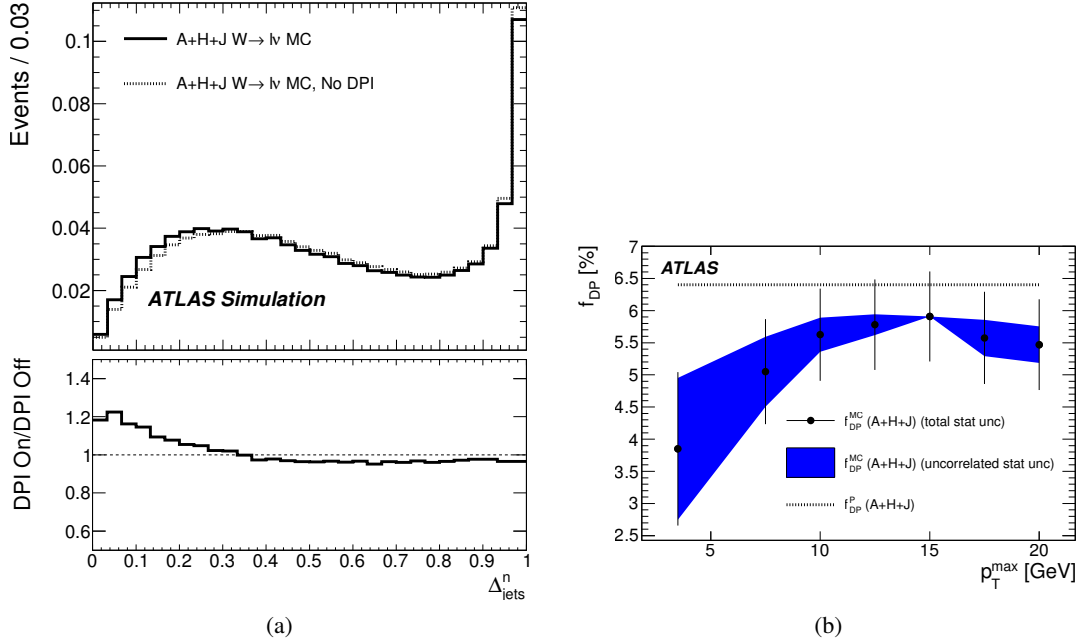 Events / 0.03
0.1
0.08
0.06
0.04
0.02
A+H+J W→ lν MC
A+H+J W→ lν MC, No DPI
ATLAS Simulation
DPI On/DPI Off
1.4
1.2
1
0.8
0.6
0 0.1 0.2 0.3 0.4 0.5 0.6 0.7 0.8 0.9 1
Δ^n_jets
(a)
f_DP [%]
7
6.5
6
5.5
5
4.5
4
3.5
3
2.5
ATLAS
f^MC_DP (A+H+J) (total stat unc)
f^MC_DP (A+H+J) (uncorrelated stat unc)
f^P_DP (A+H+J)
5 10 15 20
p^max_T [GeV]
(b)